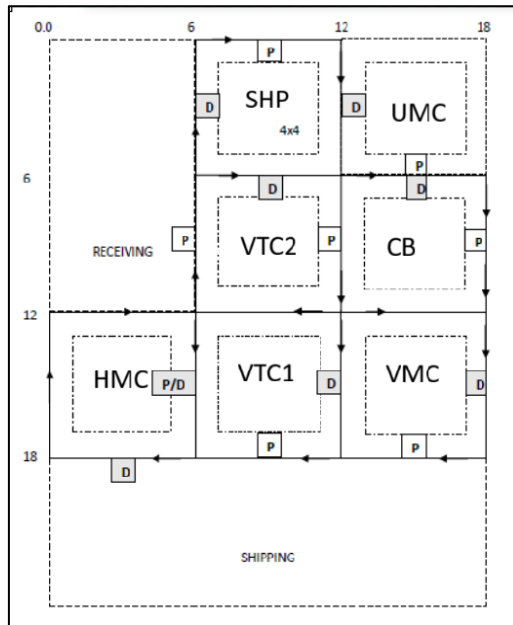 0.0 6 12 18
P
D SHP D UMC
4x4
P
6 D D
P VTC2 P CB P
RECEIVING
12
HMC P/D VTC1 D VMC D
P P
18
D
SHIPPING